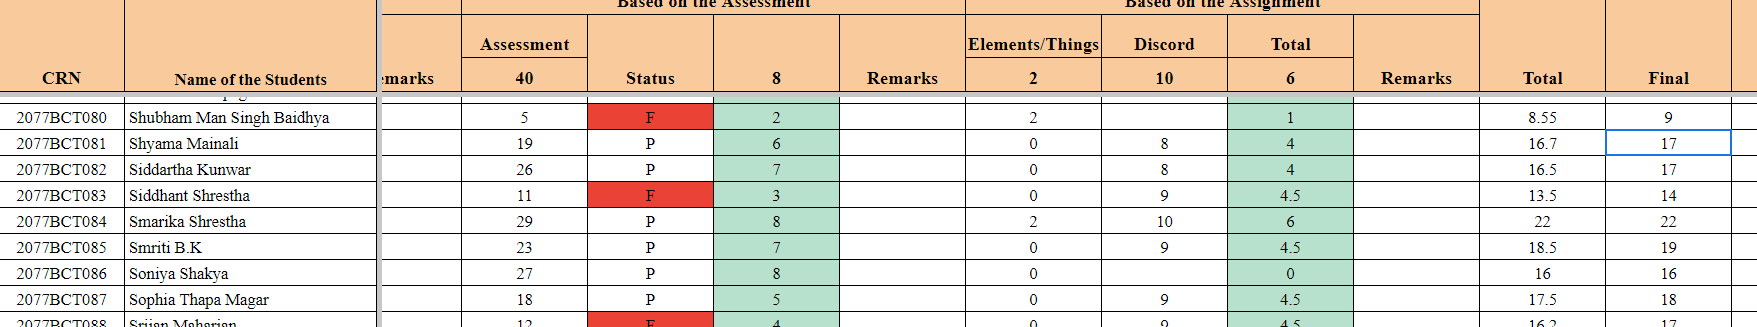 Based on the Assessment Based on the Assignment
Assessment Elements/Things Discord Total
CRN Name of the Students emarks 40 Status 8 Remarks 2 10 6 Remarks Total Final
2077BCT080 Shubham Man Singh Baidhya 5 F 2 2 1 8.55 9
2077BCT081 Shyama Mainali 19 P 6 0 8 4 16.7 17
2077BCT082 Siddartha Kunwar 26 P 7 0 8 4 16.5 17
2077BCT083 Siddhant Shrestha 11 F 3 0 9 4.5 13.5 14
2077BCT084 Smarika Shrestha 29 P 8 2 10 6 22 22
2077BCT085 Smriti B.K 23 P 7 0 9 4.5 18.5 19
2077BCT086 Soniya Shakya 27 P 8 0 0 16 16
2077BCT087 Sophia Thapa Magar 18 P 5 0 9 4.5 17.5 18
2077BCT088 Srijan Maharjan 12 F 4 0 9 4.5 16.2 17